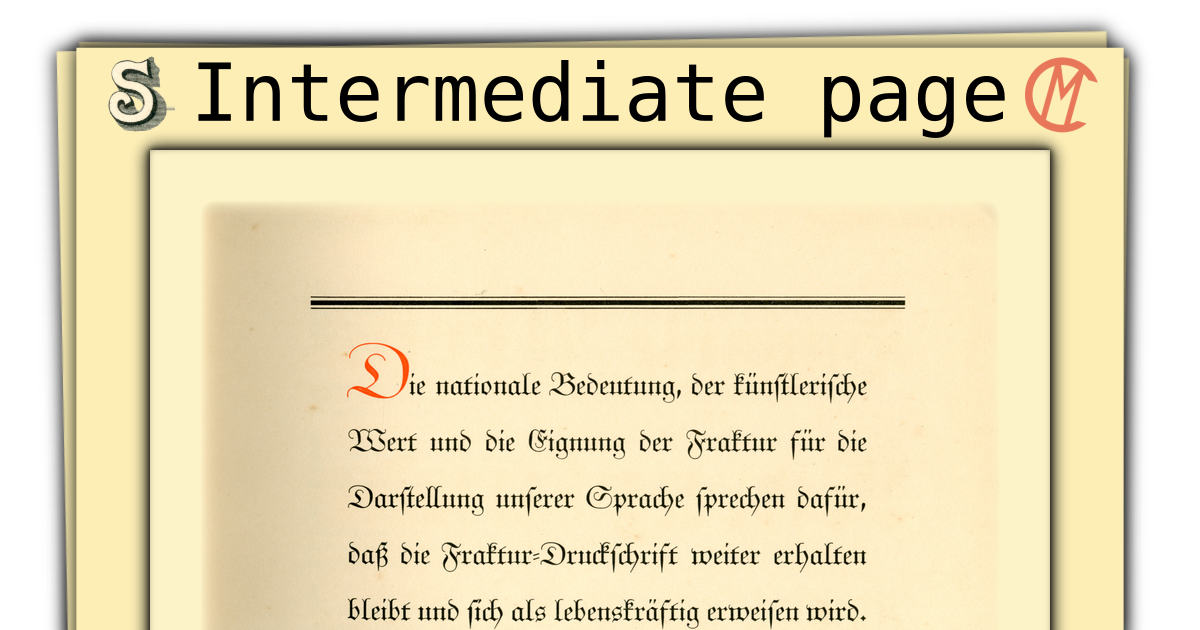 S Intermediate page CM
Die nationale Bedeutung, der künſtleriſche
Wert und die Eignung der Fraktur für die
Darſtellung unſerer Sprache ſprechen dafür,
daß die Fraktur-Druckſchrift weiter erhalten
bleibt und ſich als lebenskräftig erweiſen wird.